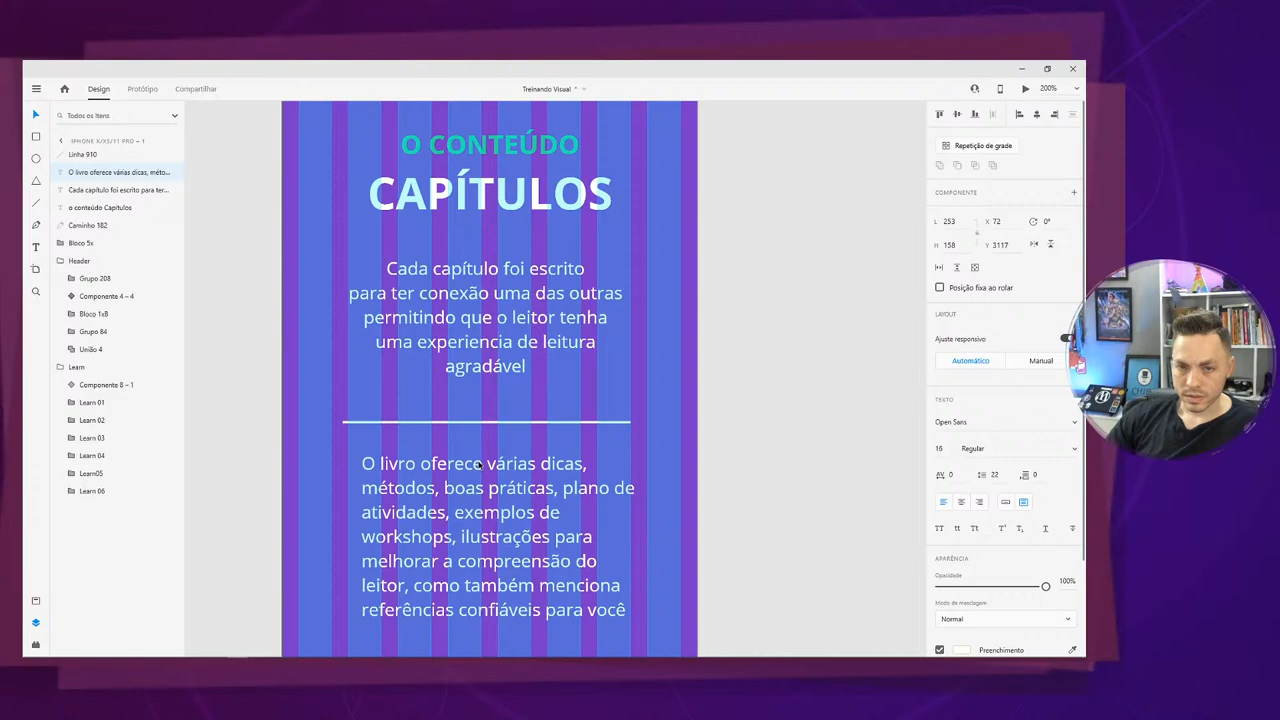 Design
Protótipo
Compartilhar
Treinando Visual *
200%
Todos os Itens
IPHONE X/XS/11 PRO – 1
Linha 910
O livro oferece várias dicas, méto...
Cada capítulo foi escrito para ter...
o conteúdo Capítulos
Caminho 182
Bloco 5x
Header
Grupo 208
Componente 4 – 4
Bloco 1xB
Grupo 84
União 4
Learn
Componente 8 – 1
Learn 01
Learn 02
Learn 03
Learn 04
Learn05
Learn 06
O CONTEÚDO
CAPÍTULOS
Cada capítulo foi escrito
para ter conexão uma das outras
permitindo que o leitor tenha
uma experiencia de leitura
agradável
O livro oferece várias dicas,
métodos, boas práticas, plano de
atividades, exemplos de
workshops, ilustrações para
melhorar a compreensão do
leitor, como também menciona
referências confiáveis para você
Repetição de grade
COMPONENTE
L 253 X 72 0°
H 158 Y 3117
Posição fixa ao rolar
LAYOUT
Ajuste responsivo
Automático Manual
TEXTO
Open Sans
16 Regular
AV 0 22 0
TT tt Tt T¹ T₁ T
APARÊNCIA
Opacidade
100%
Modo de mesclagem
Normal
Preenchimento